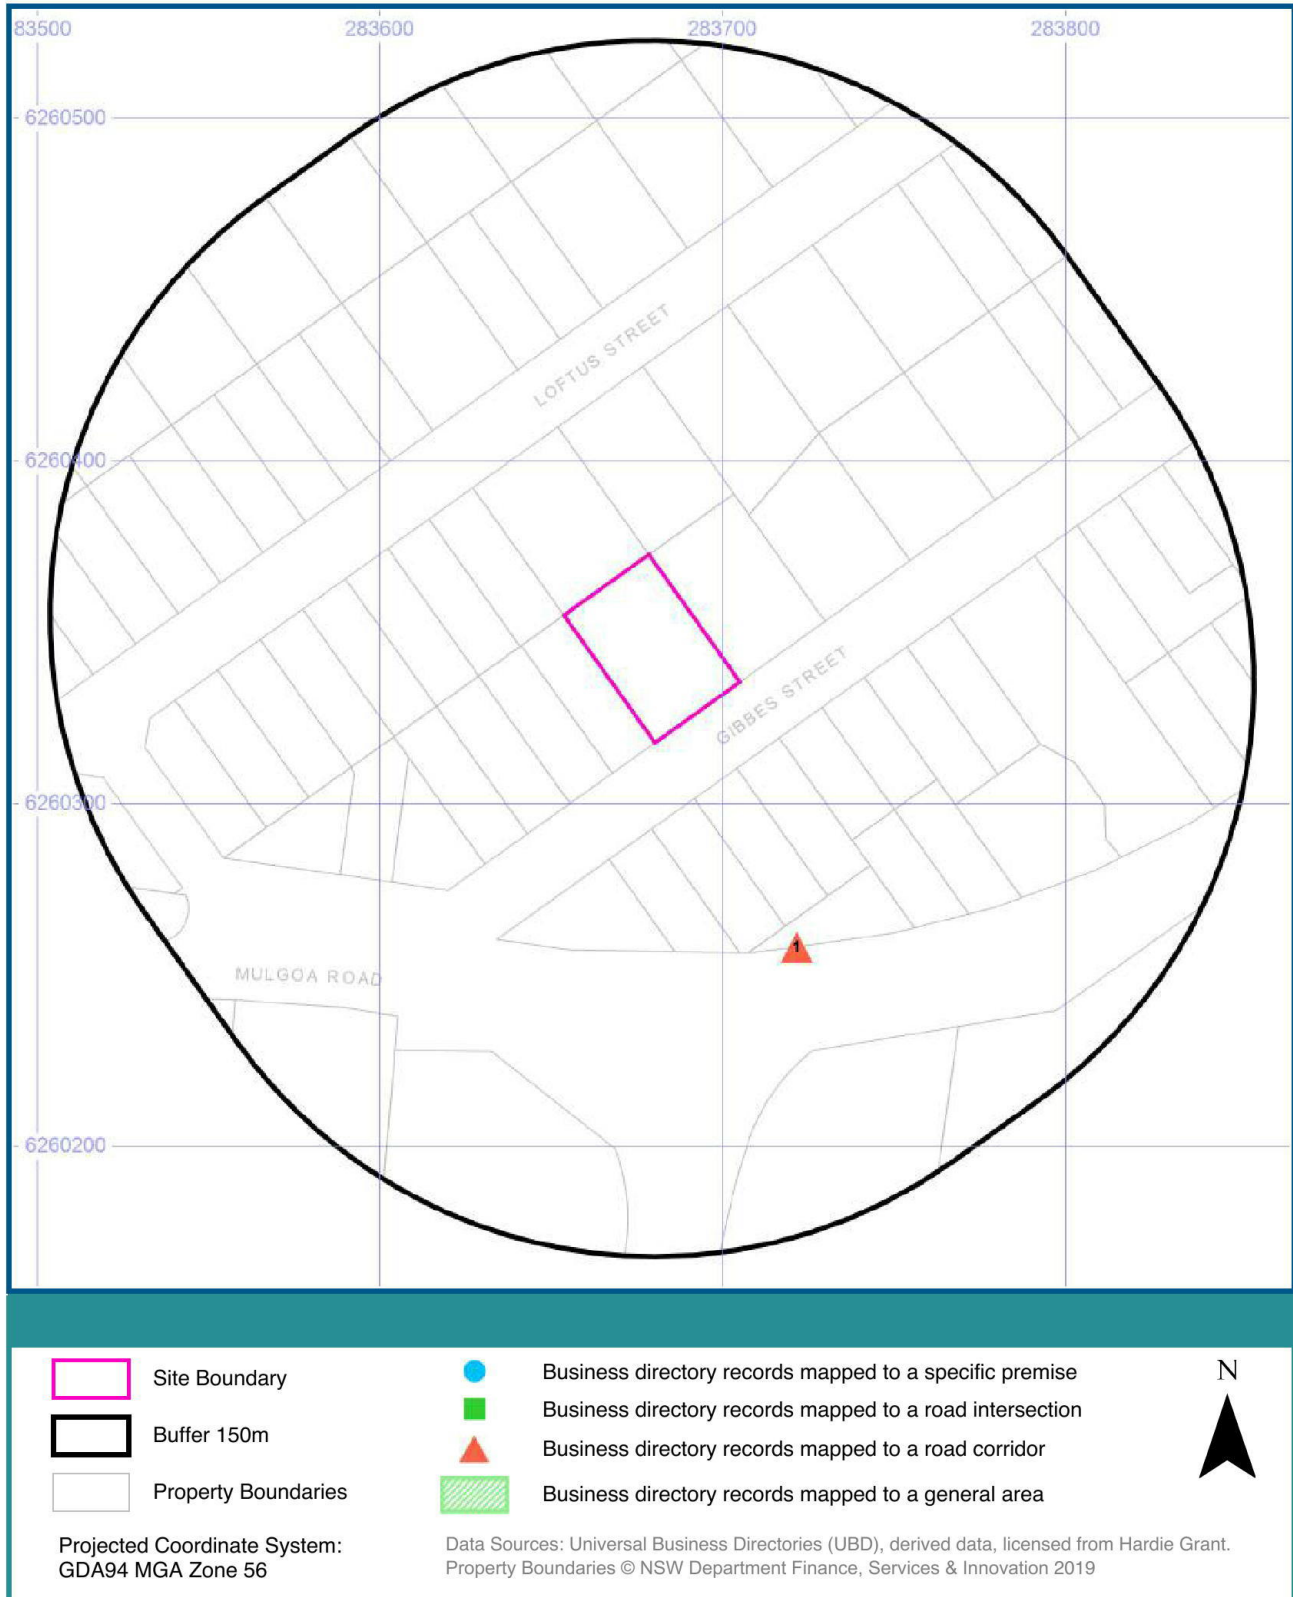 83500
283600
283700
283800
6260500
LOFTUS STREET
6260400
GIBBES STREET
6260300
1
MULGOA ROAD
6260200
Site Boundary
Buffer 150m
Property Boundaries
Projected Coordinate System:
GDA94 MGA Zone 56
Business directory records mapped to a specific premise
Business directory records mapped to a road intersection
Business directory records mapped to a road corridor
Business directory records mapped to a general area
Data Sources: Universal Business Directories (UBD), derived data, licensed from Hardie Grant.
Property Boundaries © NSW Department Finance, Services & Innovation 2019
N